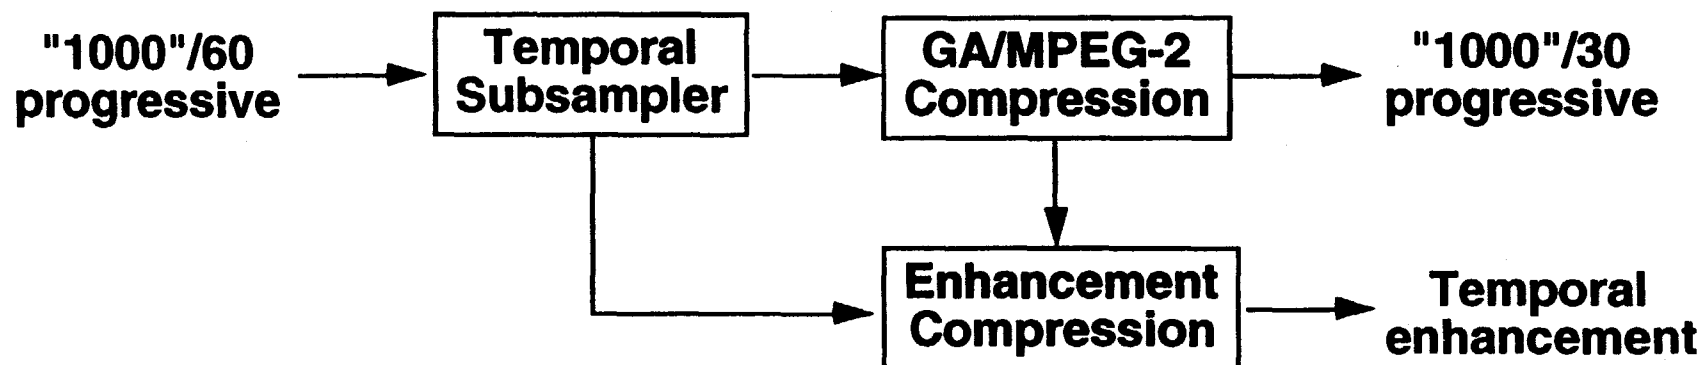 "1000"/60
progressive
Temporal
Subsampler
GA/MPEG-2
Compression
"1000"/30
progressive
Enhancement
Compression
Temporal
enhancement